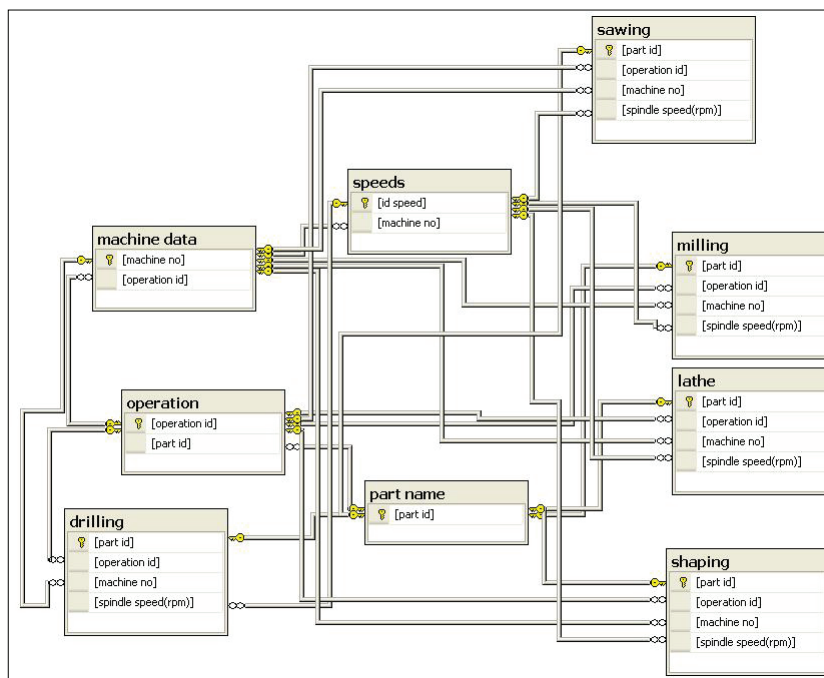 sawing
[part id]
[operation id]
[machine no]
[spindle speed(rpm)]
speeds
[id speed]
[machine no]
machine data
[machine no]
[operation id]
milling
[part id]
[operation id]
[machine no]
[spindle speed(rpm)]
operation
[operation id]
[part id]
lathe
[part id]
[operation id]
[machine no]
[spindle speed(rpm)]
part name
[part id]
drilling
[part id]
[operation id]
[machine no]
[spindle speed(rpm)]
shaping
[part id]
[operation id]
[machine no]
[spindle speed(rpm)]